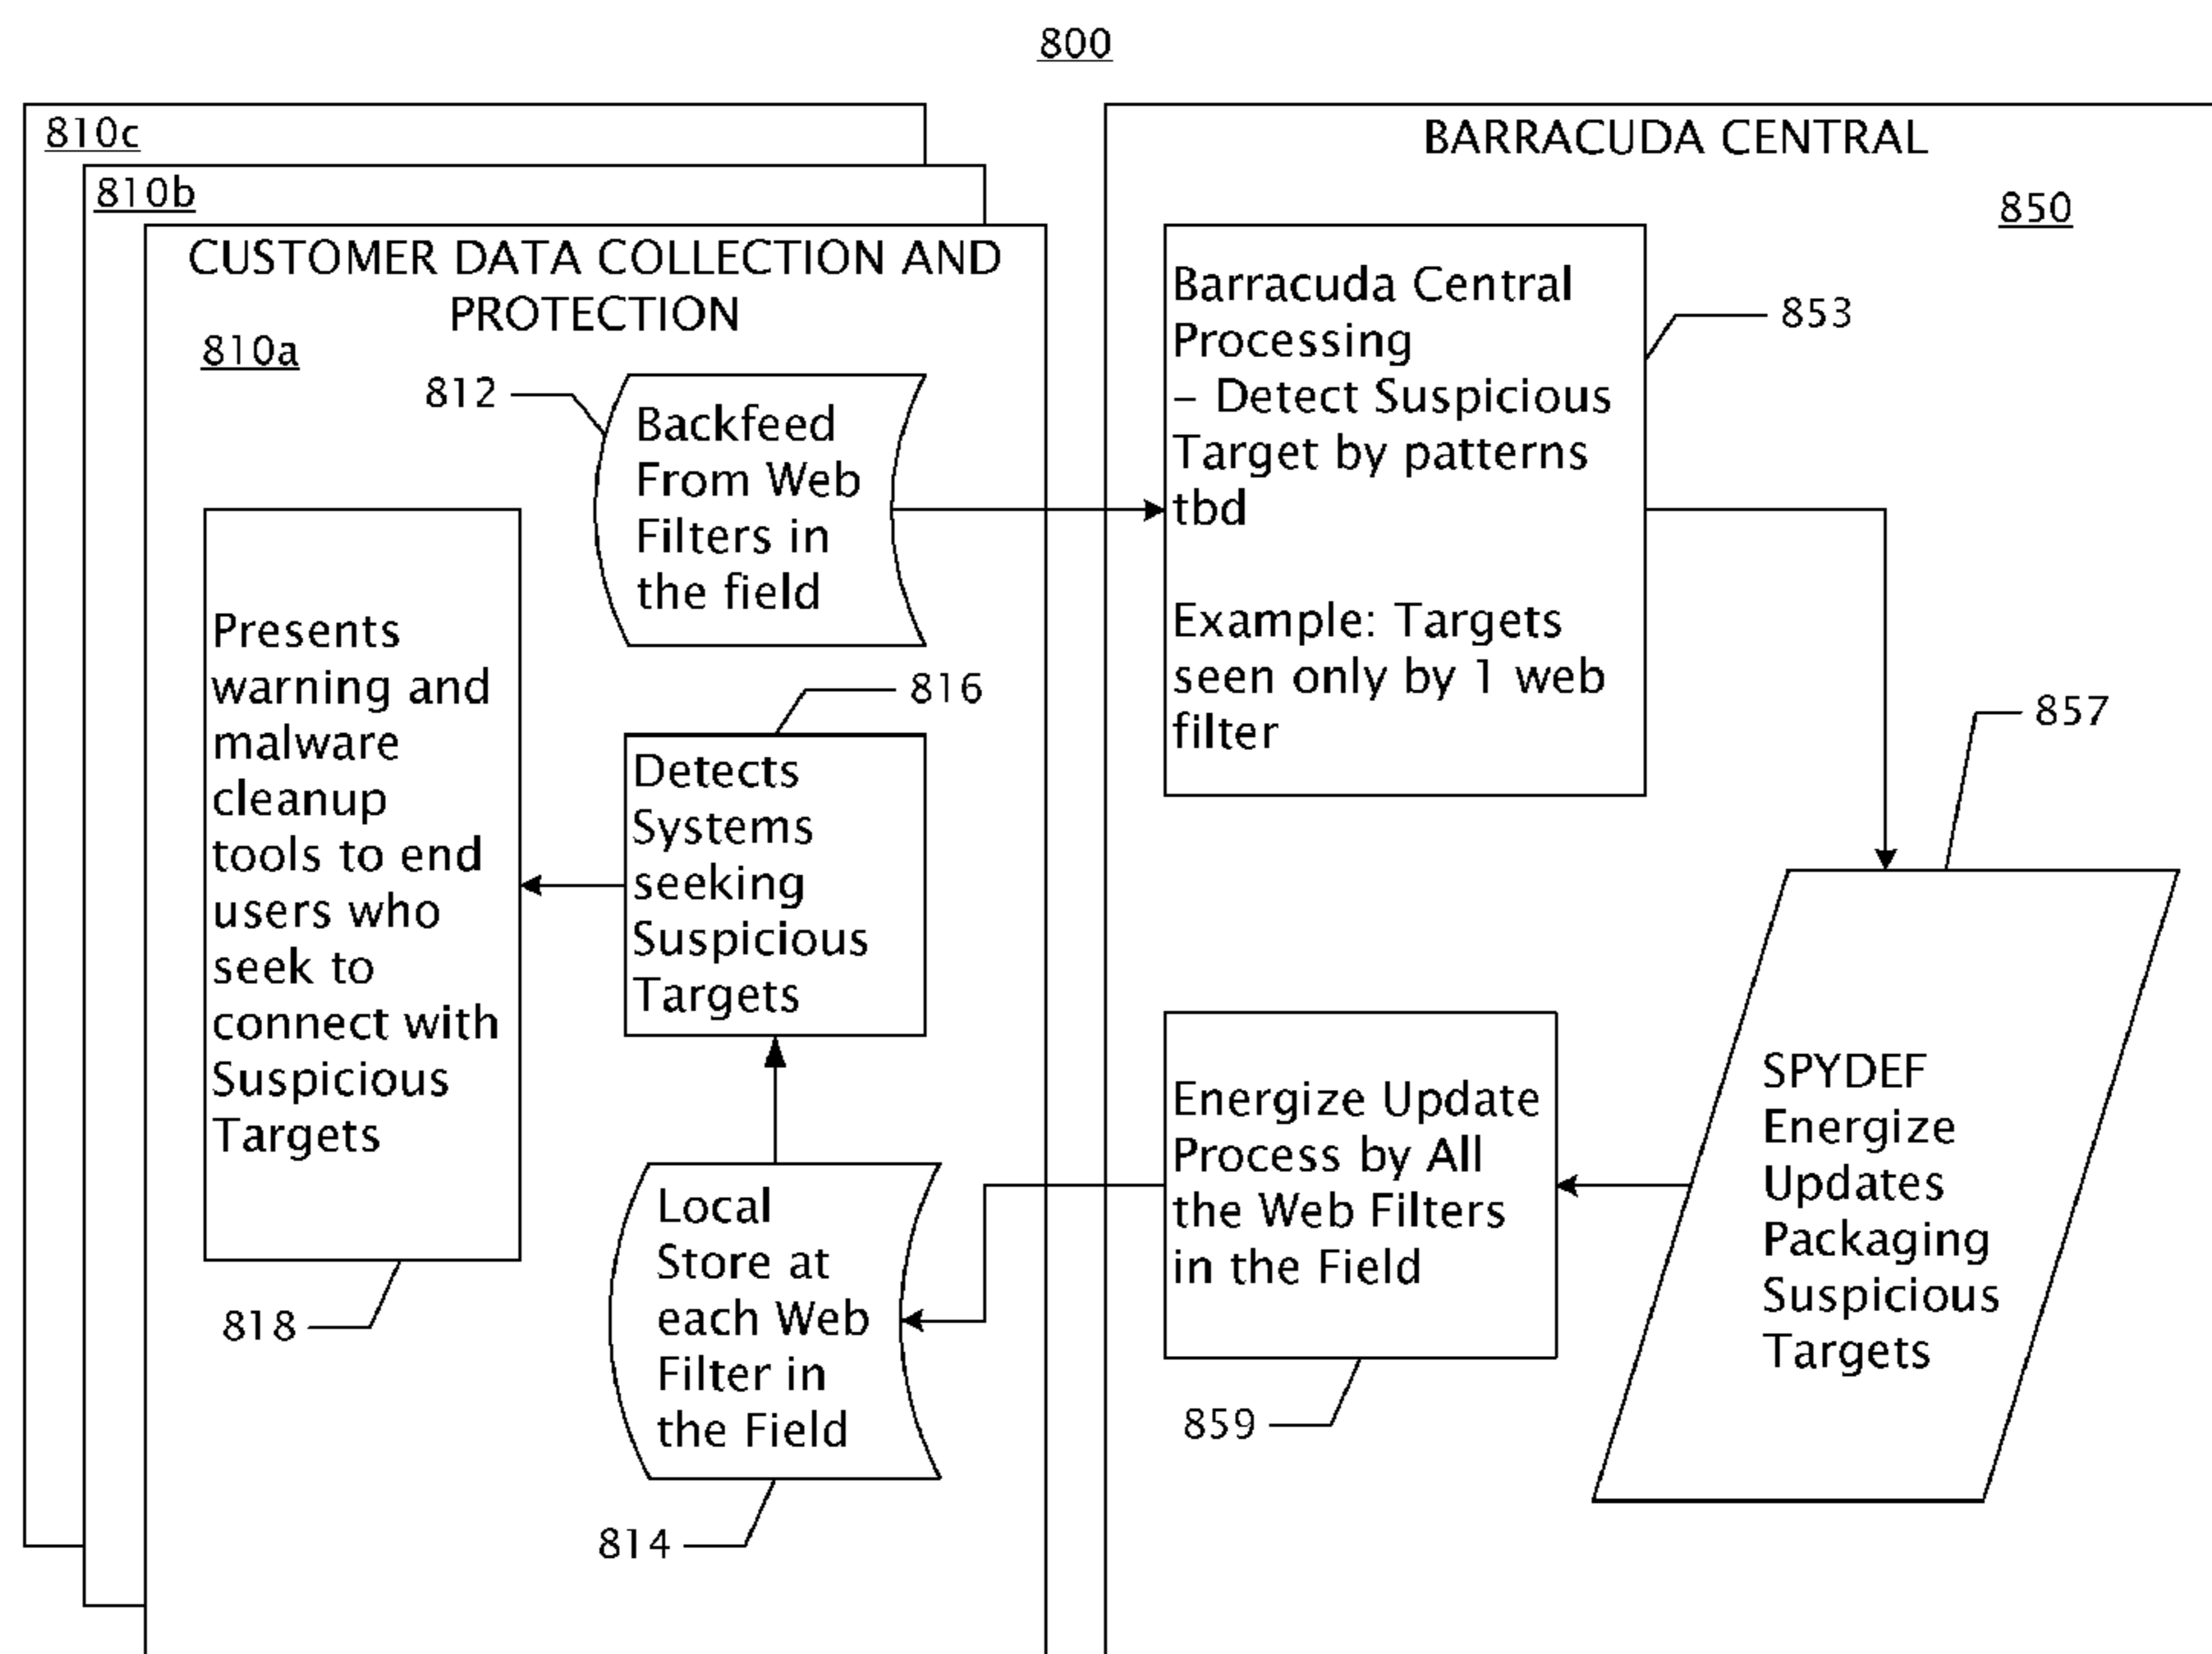 800
810c
810b
CUSTOMER DATA COLLECTION AND
PROTECTION
810a
812
Backfeed
From Web
Filters in
the field
Presents
warning and
malware
cleanup
tools to end
users who
seek to
connect with
Suspicious
Targets
818
816
Detects
Systems
seeking
Suspicious
Targets
Local
Store at
each Web
Filter in
the Field
814
BARRACUDA CENTRAL
850
Barracuda Central
Processing
– Detect Suspicious
Target by patterns
tbd
Example: Targets
seen only by 1 web
filter
853
857
SPYDEF
Energize
Updates
Packaging
Suspicious
Targets
Energize Update
Process by All
the Web Filters
in the Field
859